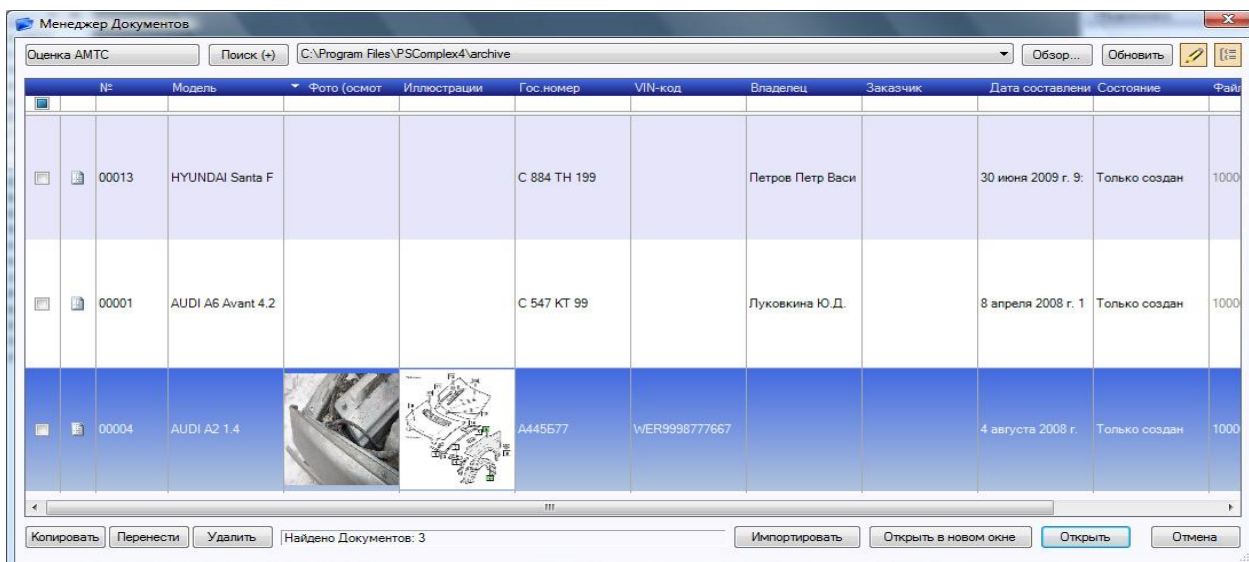 Менеджер Документов
Оценка АМТС Поиск (+) C:\Program Files\PSComplex4\archive Обзор... Обновить
№ Модель Фото (осмот Иллюстрации Гос.номер VIN-код Владелец Заказчик Дата составлени Состояние Файл
00013 HYUNDAI Santa F С 884 ТН 199 Петров Петр Васи 30 июня 2009 г. 9: Только создан 1000
00001 AUDI A6 Avant 4.2 С 547 КТ 99 Луковкина Ю.Д. 8 апреля 2008 г. 1 Только создан 1000
00004 AUDI A2 1.4 А445Б77 WER9998777667 4 августа 2008 г. Только создан 1000
Копировать Перенести Удалить Найдено Документов: 3 Импортировать Открыть в новом окне Открыть Отмена